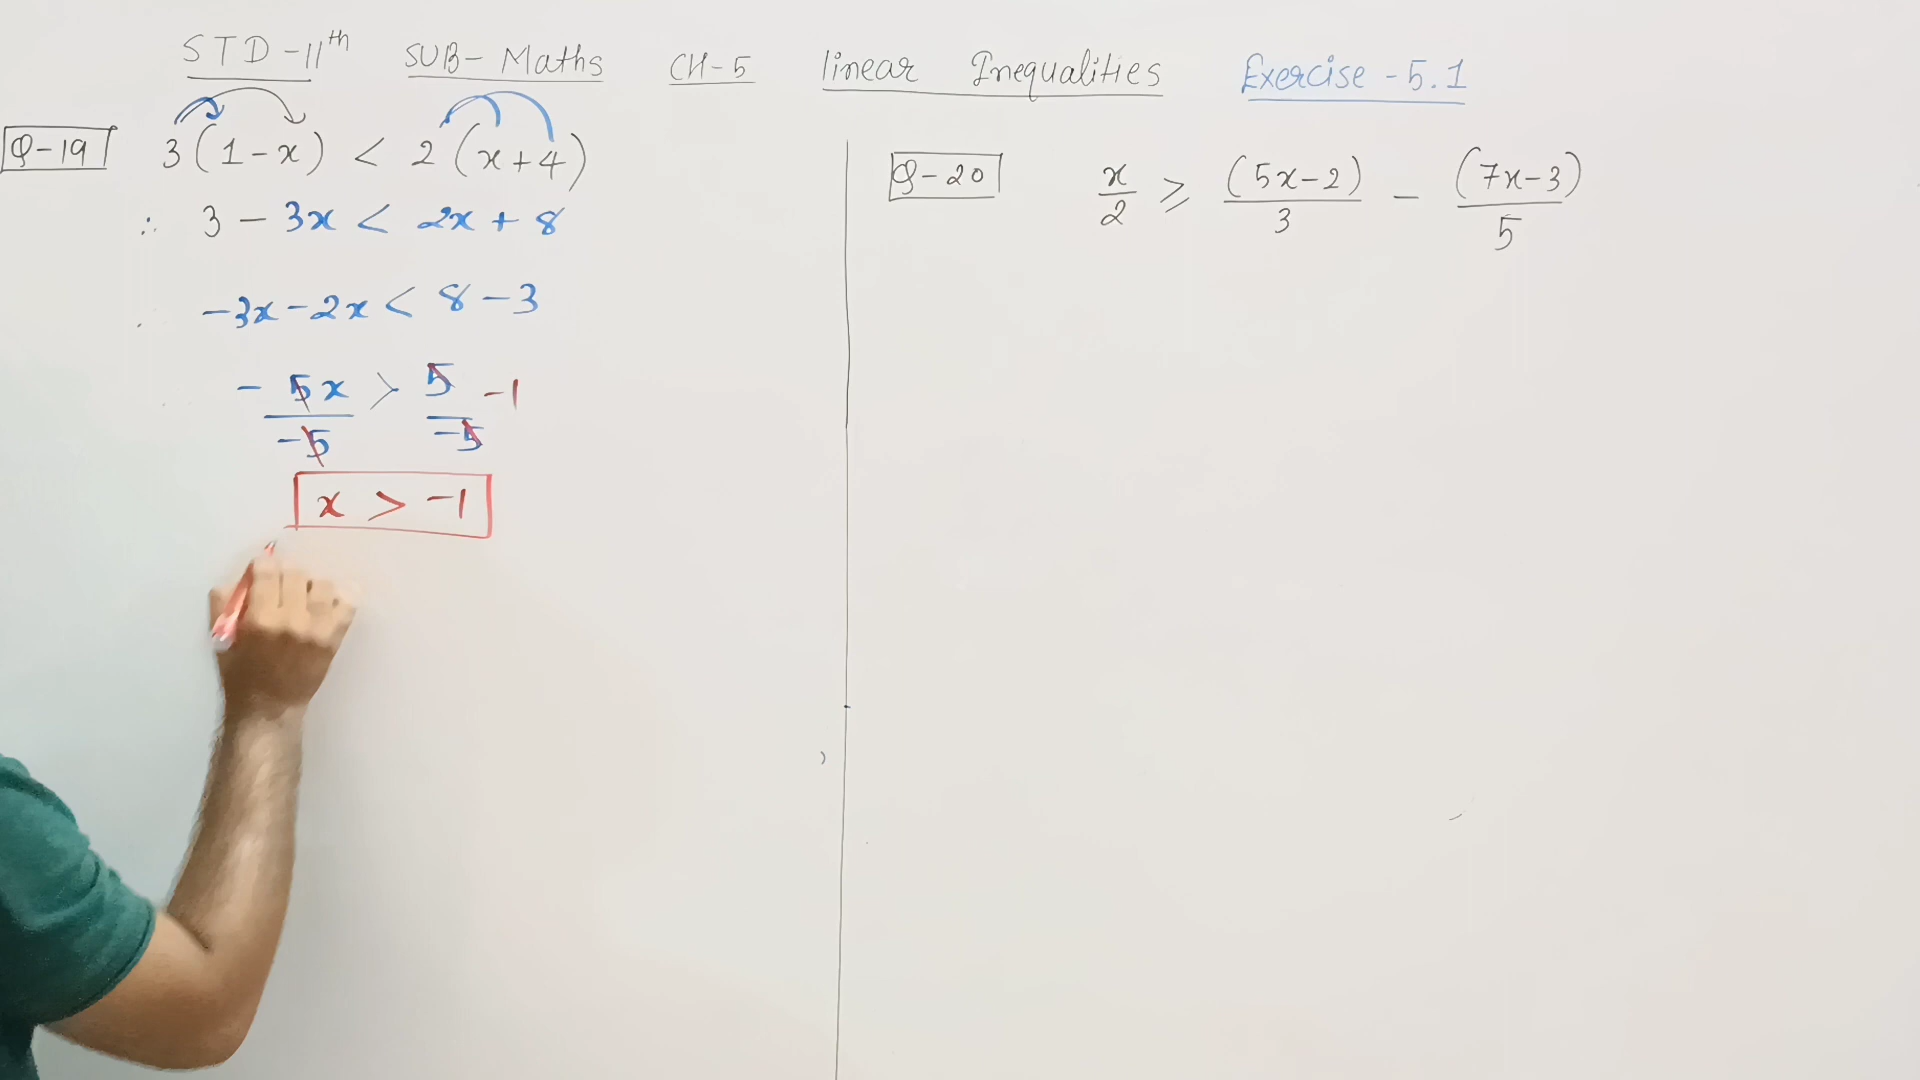 STD-11th SUB- Maths CH-5 linear Inequalities Exercise -5.1
Q-19 3(1-x) < 2(x+4)
∴ 3 - 3x < 2x + 8
-3x-2x < 8-3
-5x/-5 > 5/-5 -1
x > -1
Q-20 x/2 ≥ (5x-2)/3 - (7x-3)/5